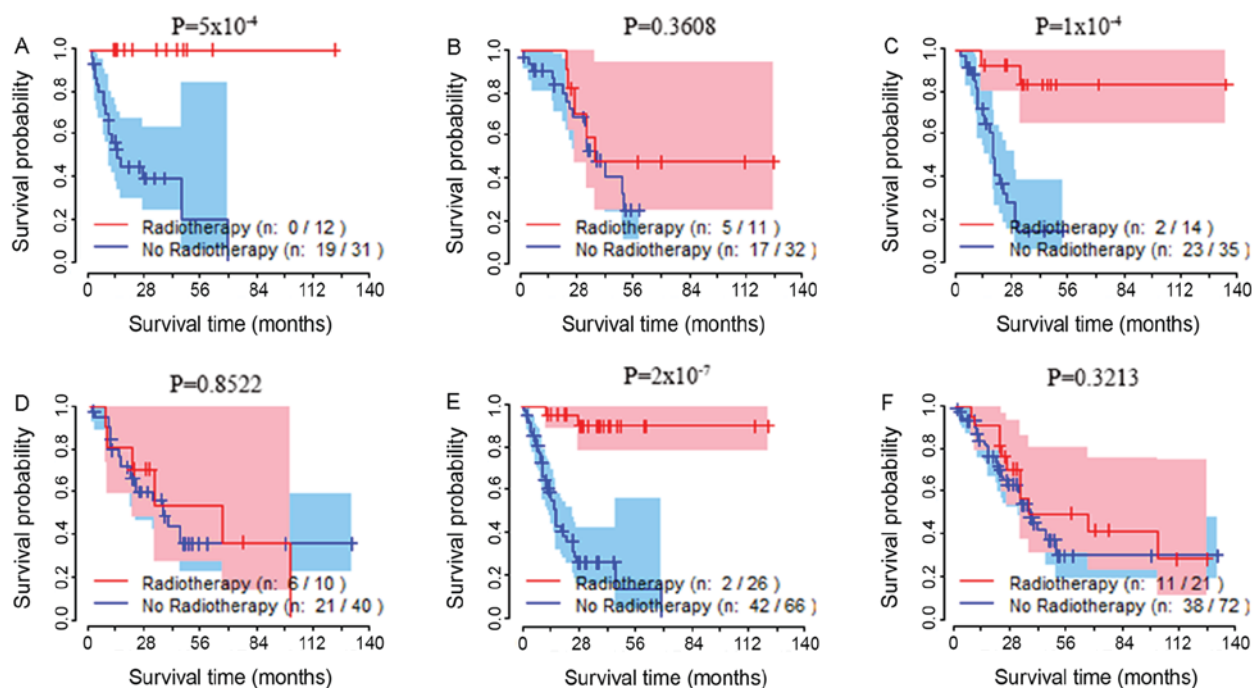 P=5x10⁻⁴
A
1.0
0.8
0.6
0.4
0.2
0.0
Survival probability
Radiotherapy (n: 0 / 12 )
No Radiotherapy (n: 19 / 31 )
0 28 56 84 112 140
Survival time (months)
P=0.3608
B
1.0
0.8
0.6
0.4
0.2
0.0
Survival probability
Radiotherapy (n: 5 / 11 )
No Radiotherapy (n: 17 / 32 )
0 28 56 84 112 140
Survival time (months)
P=1x10⁻⁴
C
1.0
0.8
0.6
0.4
0.2
0.0
Survival probability
Radiotherapy (n: 2 / 14 )
No Radiotherapy (n: 23 / 35 )
0 28 56 84 112 140
Survival time (months)
P=0.8522
D
1.0
0.8
0.6
0.4
0.2
0.0
Survival probability
Radiotherapy (n: 6 / 10 )
No Radiotherapy (n: 21 / 40 )
0 28 56 84 112 140
Survival time (months)
P=2x10⁻⁷
E
1.0
0.8
0.6
0.4
0.2
0.0
Survival probability
Radiotherapy (n: 2 / 26 )
No Radiotherapy (n: 42 / 66 )
0 28 56 84 112 140
Survival time (months)
P=0.3213
F
1.0
0.8
0.6
0.4
0.2
0.0
Survival probability
Radiotherapy (n: 11 / 21 )
No Radiotherapy (n: 38 / 72 )
0 28 56 84 112 140
Survival time (months)